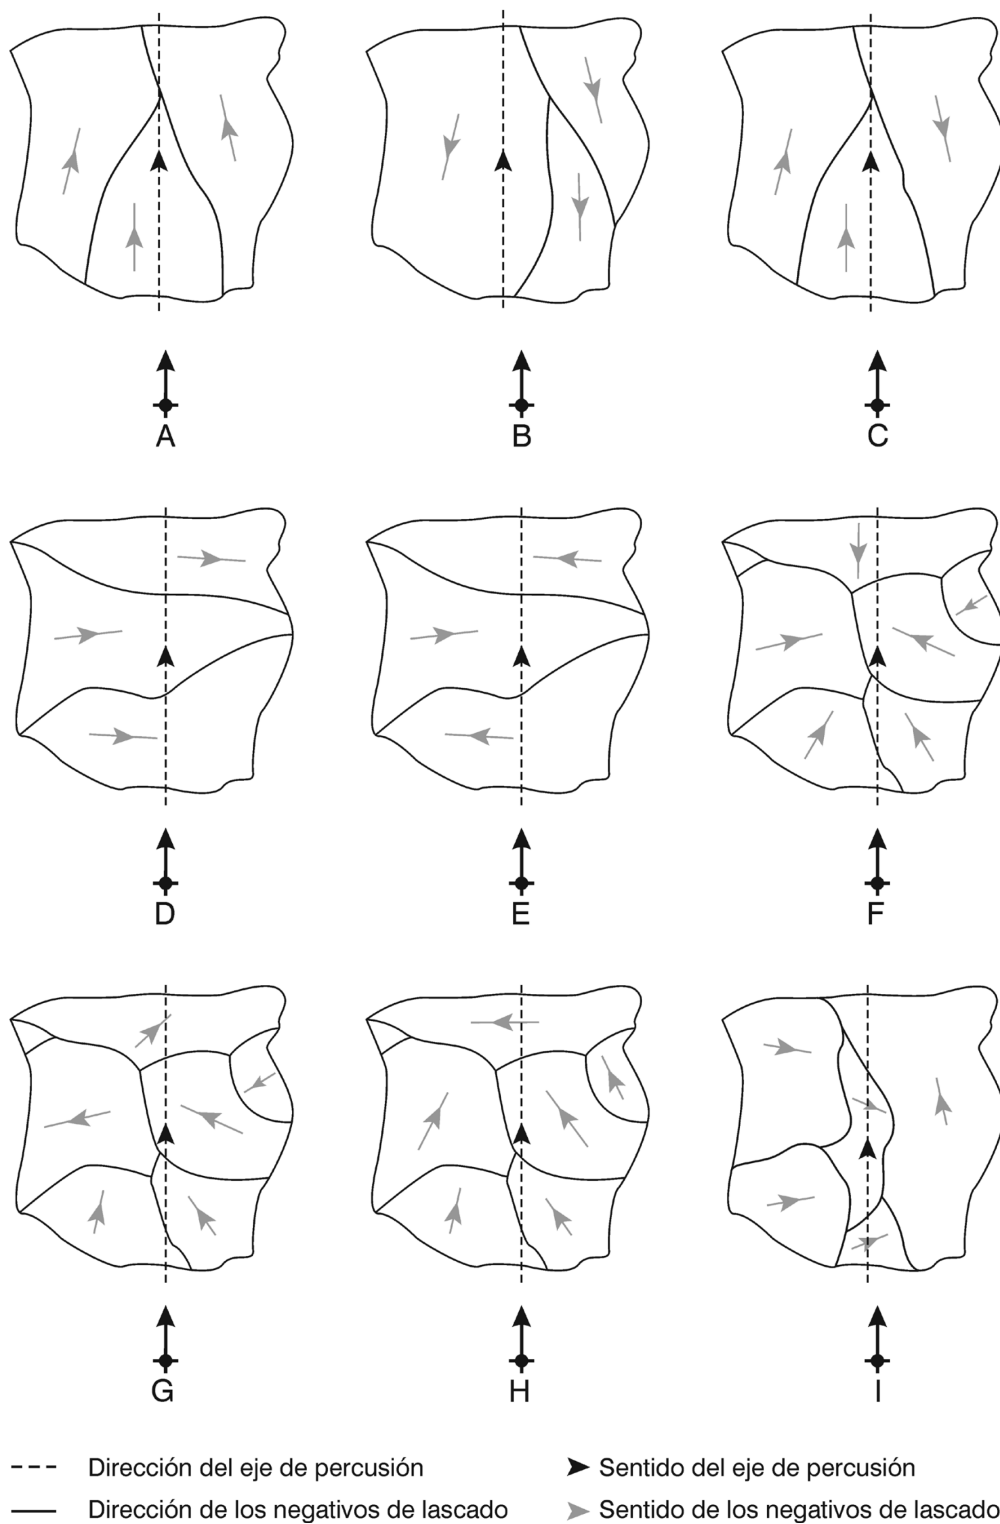 A
B
C
D
E
F
G
H
I
Dirección del eje de percusión
Sentido del eje de percusión
Dirección de los negativos de lascado
Sentido de los negativos de lascado